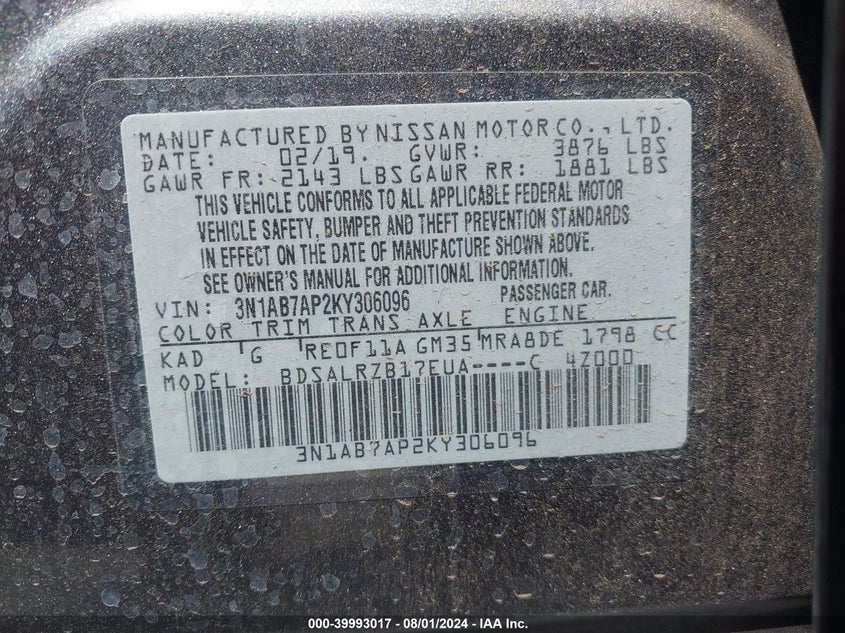 MANUFACTURED BY NISSAN MOTOR CO., LTD.
DATE: 02/19. GVWR: 3876 LBS
GAWR FR: 2143 LBS GAWR RR: 1881 LBS
THIS VEHICLE CONFORMS TO ALL APPLICABLE FEDERAL MOTOR
VEHICLE SAFETY, BUMPER AND THEFT PREVENTION STANDARDS
IN EFFECT ON THE DATE OF MANUFACTURE SHOWN ABOVE.
SEE OWNER'S MANUAL FOR ADDITIONAL INFORMATION.
VIN: 3N1AB7AP2KY306096 PASSENGER CAR.
COLOR TRIM TRANS AXLE ENGINE
KAD G RE0F11A GM35 MRA8DE 1798 CC
MODEL: BDSALRZB17EUA----C 4Z000
3N1AB7AP2KY306096
000-39993017 - 08/01/2024 - IAA Inc.